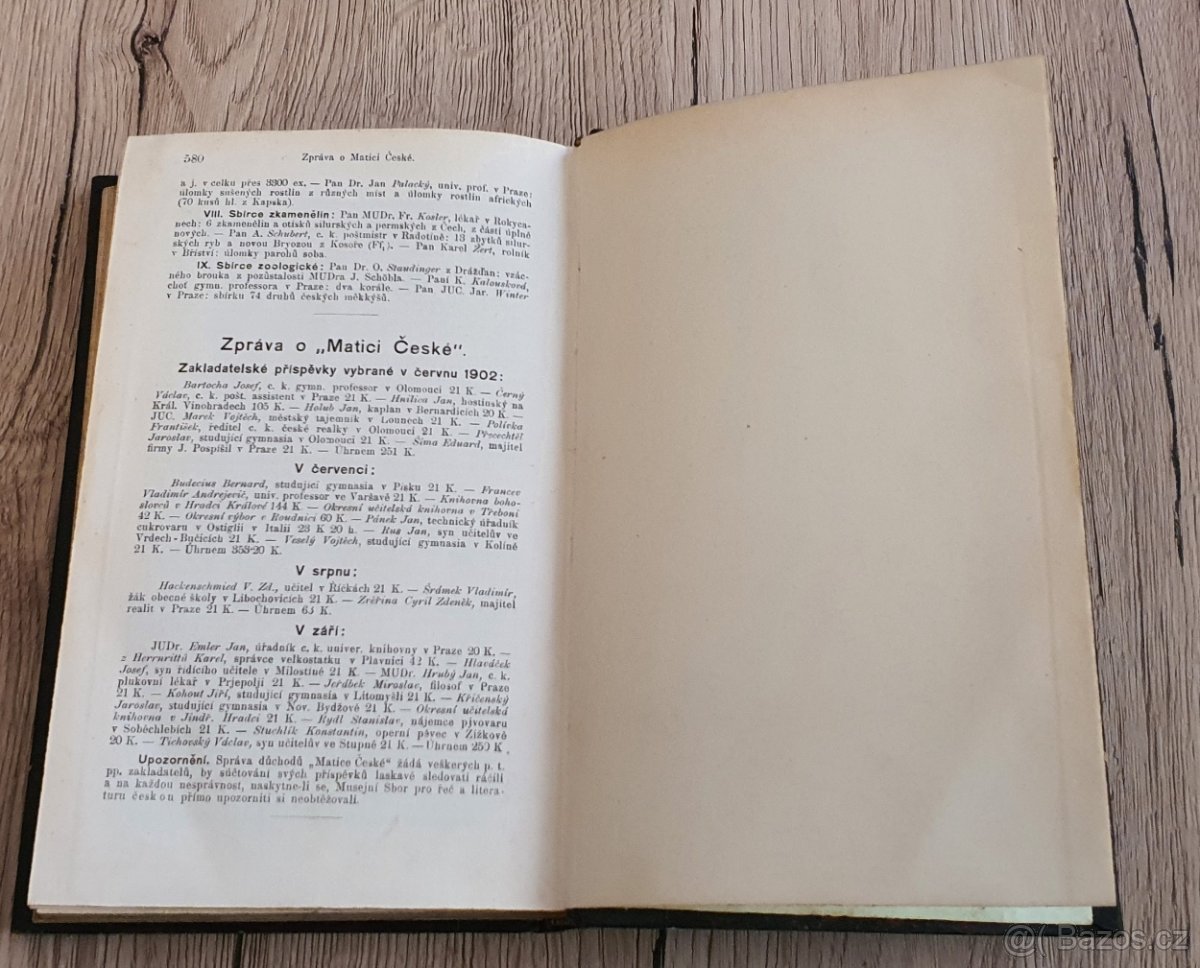 580 Zpráva o Matici České.
a j. v celku přes 3300 ex. — Pan Dr. Jan Palacký, univ. prof. v Praze:
úlomky sušených rostlin z různých míst a úlomky rostlin afrických
(70 kusů hl. z Kapska).
VIII. Sbírce zkamenělin: Pan MUDr. Fr. Kosler, lékař v Rokyca-
nech: 6 zkamenělin a otisků silurských a permských z Čech, z části úplně
nových. — Pan A. Schubert, c. k. poštmistr v Radotíně: 13 zbytků silur-
ských ryb a novou Bryozou z Kosoře (Ff₁). — Pan Karel Žert, rolník
v Bříství: úlomky parohů soba.
IX. Sbírce zoologické: Pan Dr. O. Staudinger z Drážďan: vzác-
ného brouka z pozůstalosti MUDra J. Schöbla. — Paní K. Kalousková,
choť gymn. professora v Praze: dva korále. — Pan JUC. Jar. Winter
v Praze: sbírku 74 druhů českých měkkýšů.
Zpráva o „Matici České“.
Zakladatelské příspěvky vybrané v červnu 1902:
Bartocha Josef, c. k. gymn. professor v Olomouci 21 K. — Černý
Václav, c. k. pošt. assistent v Praze 21 K. — Hnilica Jan, hostinský na
Král. Vinohradech 105 K. — Holub Jan, kaplan v Bernardicích 20 K. —
JUC. Marek Vojtěch, městský tajemník v Lounech 21 K. — Polícka
František, ředitel c. k. české realky v Olomouci 21 K. — Přecechtěl
Jaroslav, studující gymnasia v Olomouci 21 K. — Šíma Eduard, majitel
firmy J. Pospíšil v Praze 21 K. — Úhrnem 251 K.
V červenci:
Budecius Bernard, studující gymnasia v Písku 21 K. — Francev
Vladimír Andrejevič, univ. professor ve Varšavě 21 K. — Knihovna boho-
slovců v Hradci Králové 144 K. — Okresní učitelská knihovna v Třeboni
42 K. — Okresní výbor v Roudnici 60 K. — Pánek Jan, technický úřadník
cukrovaru v Ostiglii v Italii 23 K 20 h. — Rus Jan, syn učitelův ve
Vrdech-Bučicích 21 K. — Veselý Vojtěch, studující gymnasia v Kolíně
21 K. — Úhrnem 353·20 K.
V srpnu:
Hackenschmied V. Zd., učitel v Říčkách 21 K. — Šrámek Vladimír,
žák obecné školy v Libochovicích 21 K. — Zvěřina Cyril Zdeněk, majitel
realit v Praze 21 K. — Úhrnem 63 K.
V září:
JUDr. Emler Jan, úřadník c. k. univer. knihovny v Praze 20 K. —
z Herrnrittů Karel, správce velkostatku v Plavnici 42 K. — Hlaváček
Josef, syn řídícího učitele v Milostíně 21 K. — MUDr. Hrubý Jan, c. k.
plukovní lékař v Prjepolji 21 K. — Jeřábek Miroslav, filosof v Praze
21 K. — Kohout Jiří, studující gymnasia v Litomyšli 21 K. — Křičenský
Jaroslav, studující gymnasia v Nov. Bydžově 21 K. — Okresní učitelská
knihovna v Jindř. Hradci 21 K. — Rydl Stanislav, nájemce pivovaru
v Soběchlebích 21 K. — Stuchlík Konstantin, operní pěvec v Žižkově
20 K. — Tichovský Václav, syn učitelův ve Stupně 21 K. — Úhrnem 250 K.
Upozornění. Správa důchodů „Matice České“ žádá veškerých p. t.
pp. zakladatelů, by súčtování svých příspěvků laskavě sledovati ráčili
a na každou nesprávnost, naskytne-li se, Musejní Sbor pro řeč a litera-
turu českou přímo upozorniti si neobtěžovali.
@( Bazos.cz